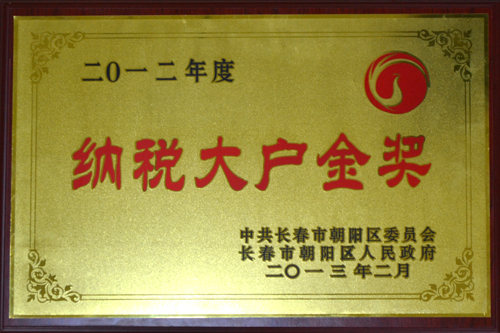 二〇一二年度
纳税大户金奖
中共长春市朝阳区委员会
长春市朝阳区人民政府
二〇一三年二月